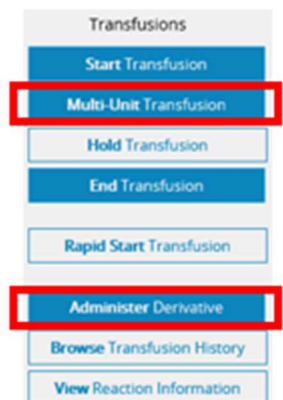 Transfusions
Start Transfusion
Multi-Unit Transfusion
Hold Transfusion
End Transfusion
Rapid Start Transfusion
Administer Derivative
Browse Transfusion History
View Reaction Information